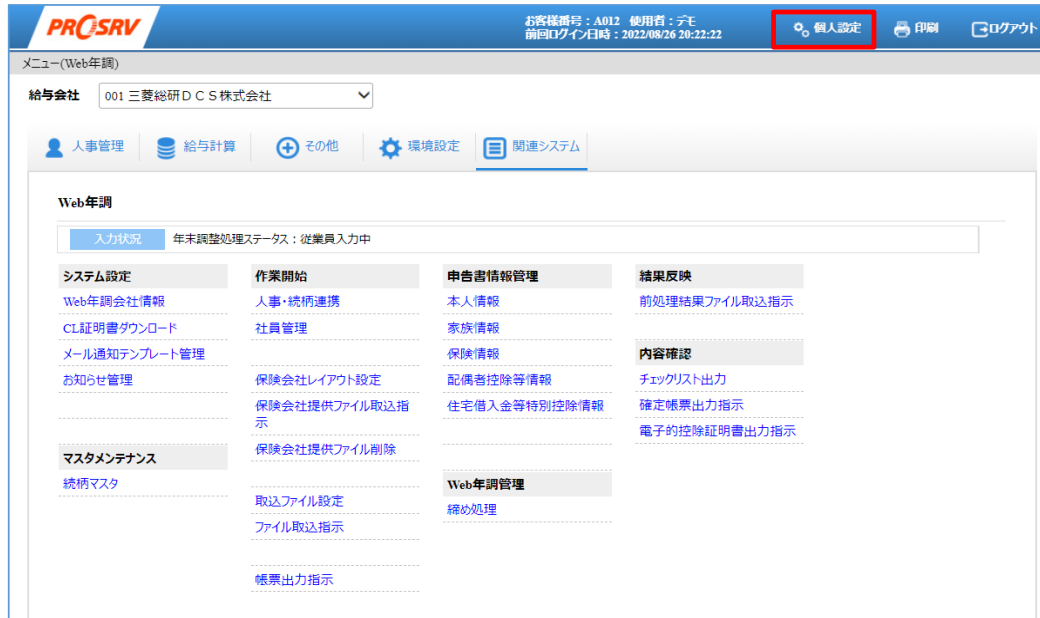 PROSRV
お客様番号：A012 使用者：デモ
前回ログイン日時：2022/08/26 20:22:22
個人設定
印刷
ログアウト
メニュー(Web年調)
給与会社 001 三菱総研ＤＣＳ株式会社
人事管理
給与計算
その他
環境設定
関連システム
Web年調
入力状況 年末調整処理ステータス：従業員入力中
システム設定
Web年調会社情報
CL証明書ダウンロード
メール通知テンプレート管理
お知らせ管理
マスタメンテナンス
続柄マスタ
作業開始
人事・続柄連携
社員管理
保険会社レイアウト設定
保険会社提供ファイル取込指
示
保険会社提供ファイル削除
取込ファイル設定
ファイル取込指示
帳票出力指示
申告書情報管理
本人情報
家族情報
保険情報
配偶者控除等情報
住宅借入金等特別控除情報
Web年調管理
締め処理
結果反映
前処理結果ファイル取込指示
内容確認
チェックリスト出力
確定帳票出力指示
電子的控除証明書出力指示